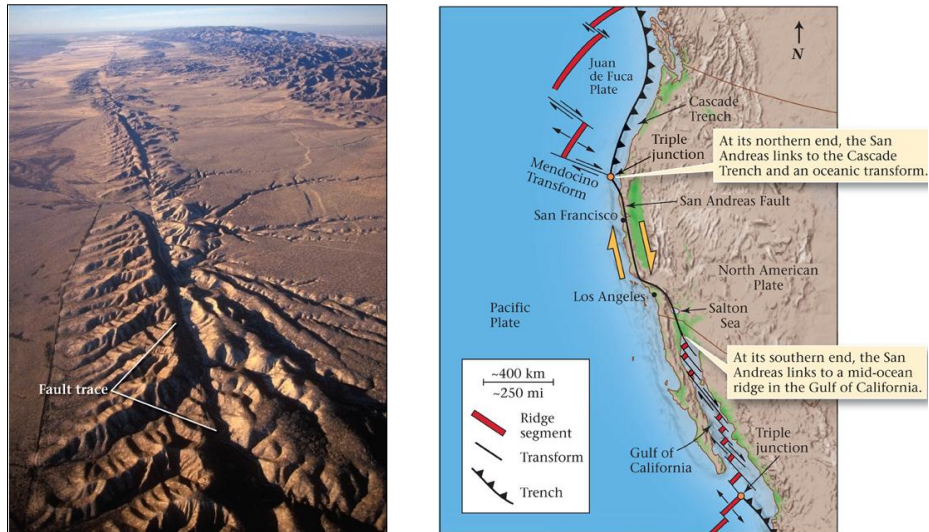 Fault trace
N
Juan
de Fuca
Plate
Cascade
Trench
Triple
junction
At its northern end, the San
Andreas links to the Cascade
Trench and an oceanic transform.
Mendocino
Transform
San Andreas Fault
San Francisco
North American
Plate
Los Angeles
Salton
Sea
Pacific
Plate
At its southern end, the San
Andreas links to a mid-ocean
ridge in the Gulf of California.
~400 km
~250 mi
Ridge
segment
Transform
Trench
Gulf of
California
Triple
junction